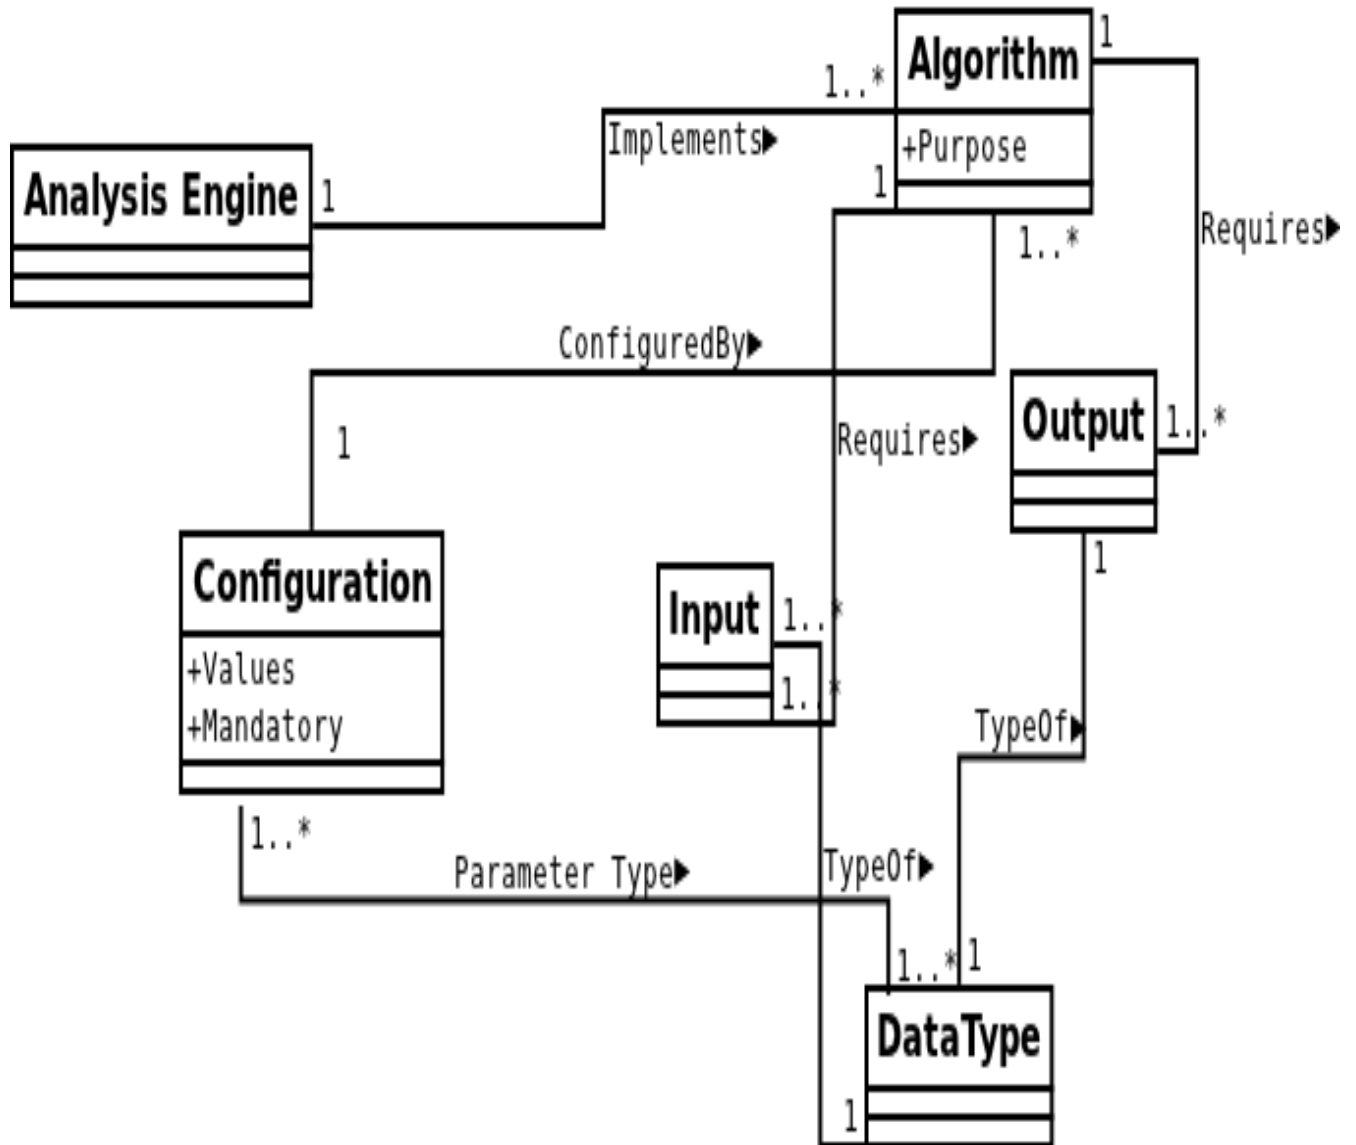 Algorithm
1
1..*
Implements▶
+Purpose
Analysis Engine
1
1
1..*
Requires▶
ConfiguredBy▶
1
Requires▶
Output
1..*
Configuration
+Values
+Mandatory
Input
1..*
1..*
1
TypeOf▶
1..*
Parameter Type▶
TypeOf▶
1..*
1
DataType
1